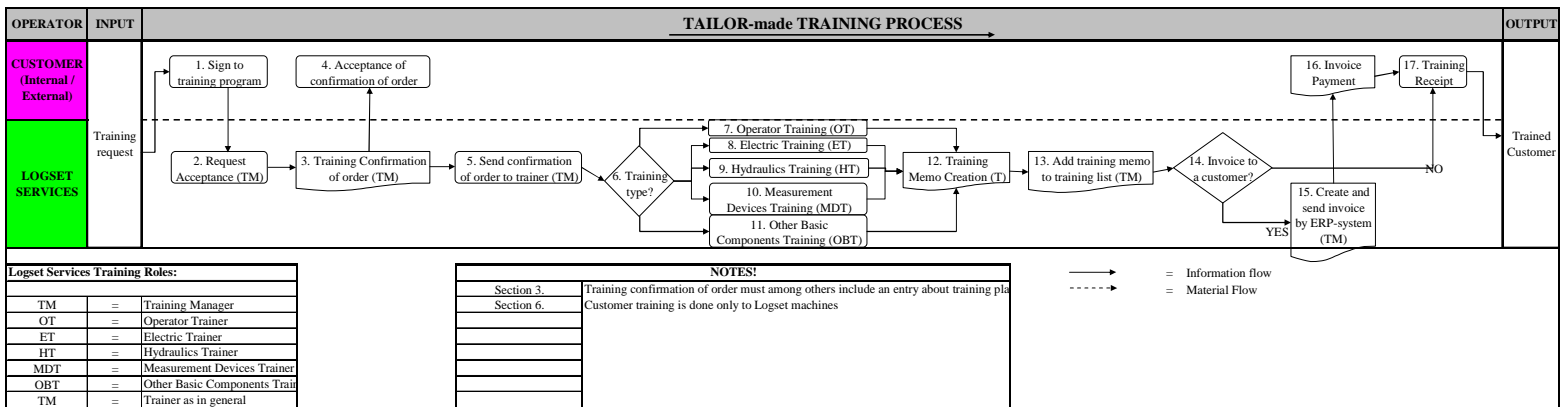 OPERATOR INPUT TAILOR-made TRAINING PROCESS OUTPUT
CUSTOMER
(Internal /
External)
LOGSET
SERVICES
Training
request
1. Sign to
training program
2. Request
Acceptance (TM)
3. Training Confirmation
of order (TM)
4. Acceptance of
confirmation of order
5. Send confirmation
of order to trainer (TM)
6. Training
type?
7. Operator Training (OT)
8. Electric Training (ET)
9. Hydraulics Training (HT)
10. Measurement
Devices Training (MDT)
11. Other Basic
Components Training (OBT)
12. Training
Memo Creation (T)
13. Add training memo
to training list (TM)
14. Invoice to
a customer?
NO
YES
15. Create and
send invoice
by ERP-system
(TM)
16. Invoice
Payment
17. Training
Receipt
Trained
Customer
Logset Services Training Roles:
TM = Training Manager
OT = Operator Trainer
ET = Electric Trainer
HT = Hydraulics Trainer
MDT = Measurement Devices Trainer
OBT = Other Basic Components Train
TM = Trainer as in general
NOTES!
Section 3. Training confirmation of order must among others include an entry about training pla
Section 6. Customer training is done only to Logset machines
= Information flow
= Material Flow